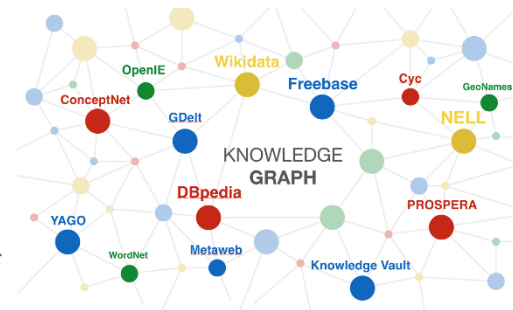 Wikidata
OpenIE
Freebase
Cyc
GeoNames
ConceptNet
GDelt
NELL
KNOWLEDGE
GRAPH
DBpedia
PROSPERA
YAGO
WordNet
Metaweb
Knowledge Vault